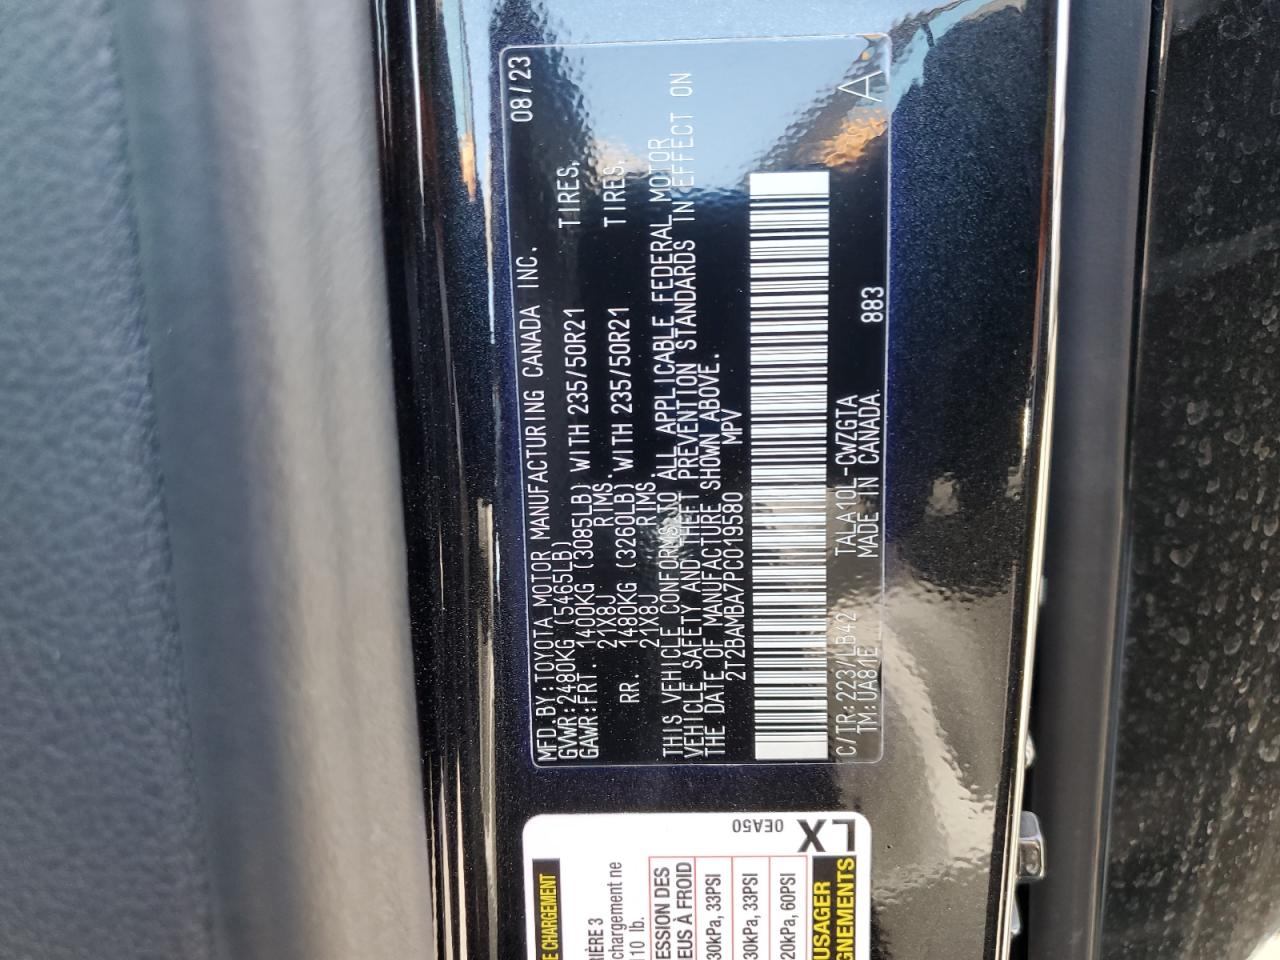 MFD.BY:TOYOTA MOTOR MANUFACTURING CANADA INC. 08/23
GVWR:2480KG (5465LB)
GAWR:FRT. 1400KG (3085LB) WITH 235/50R21 TIRES,
21X8J RIMS.
RR. 1480KG (3260LB) WITH 235/50R21 TIRES,
21X8J RIMS.
THIS VEHICLE CONFORMS TO ALL APPLICABLE FEDERAL MOTOR
VEHICLE SAFETY AND THEFT PREVENTION STANDARDS IN EFFECT ON
THE DATE OF MANUFACTURE SHOWN ABOVE.
2T2BAMBA7PC019580 MPV
C/TR:223/LB42 TALA10L-CWZGTA A
TM:UA81E MADE IN CANADA. 883
LX
0EA50
E CHARGEMENT
IÈRE 3
chargement ne
110 lb.
ESSION DES
EUS À FROID
30kPa, 33PSI
30kPa, 33PSI
20kPa, 60PSI
USAGER
GNEMENTS